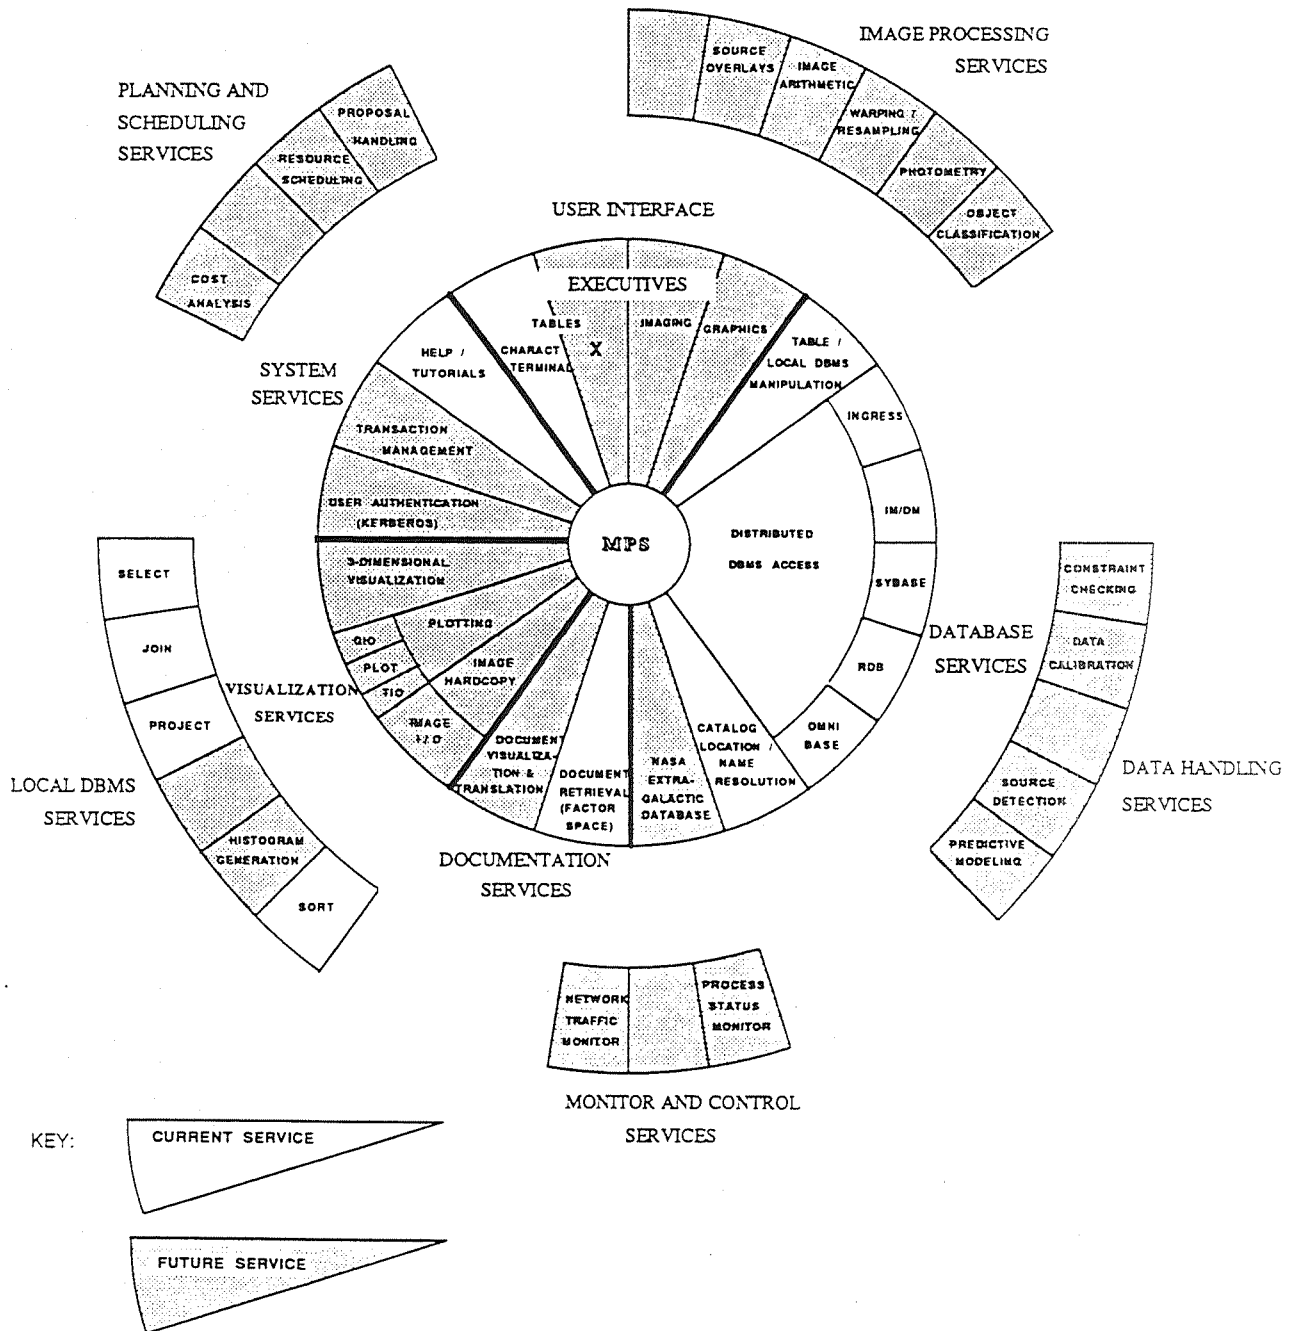 IMAGE PROCESSING
SERVICES
SOURCE
OVERLAYS
IMAGE
ARITHMETIC
WARPING /
RESAMPLING
PHOTOMETRY
OBJECT
CLASSIFICATION
PLANNING AND
SCHEDULING
SERVICES
PROPOSAL
HANDLING
RESOURCE
SCHEDULING
COST
ANALYSIS
USER INTERFACE
EXECUTIVES
TABLES
CHARACT
TERMINAL
X
IMAGING
GRAPHICS
TABLE /
LOCAL DBMS
MANIPULATION
INGRESS
IM/DM
SYBASE
RDB
OMNI
BASE
DISTRIBUTED
DBMS ACCESS
MPS
SYSTEM
SERVICES
HELP /
TUTORIALS
TRANSACTION
MANAGEMENT
USER AUTHENTICATION
(KERBEROS)
3-DIMENSIONAL
VISUALIZATION
PLOTTING
GIO
PLOT
TIO
IMAGE
HARDCOPY
IMAGE
I/O
VISUALIZATION
SERVICES
DOCUMENT
VISUALIZA-
TION &
TRANSLATION
DOCUMENT
RETRIEVAL
(FACTOR
SPACE)
NASA
EXTRA-
GALACTIC
DATABASE
CATALOG
LOCATION /
NAME
RESOLUTION
DATABASE
SERVICES
DOCUMENTATION
SERVICES
SELECT
JOIN
PROJECT
HISTOGRAM
GENERATION
SORT
LOCAL DBMS
SERVICES
CONSTRAINT
CHECKING
DATA
CALIBRATION
SOURCE
DETECTION
PREDICTIVE
MODELING
DATA HANDLING
SERVICES
NETWORK
TRAFFIC
MONITOR
PROCESS
STATUS
MONITOR
MONITOR AND CONTROL
SERVICES
KEY:
CURRENT SERVICE
FUTURE SERVICE